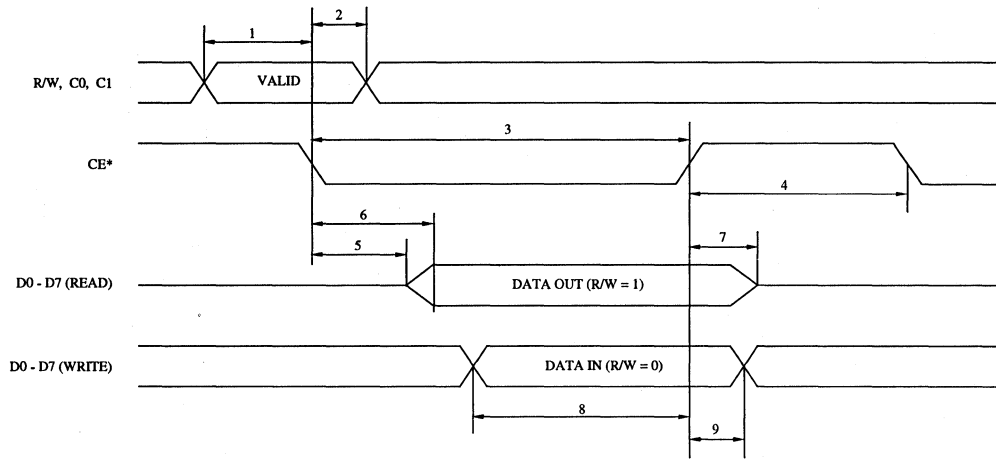 1
2
R/W, C0, C1
VALID
3
CE*
4
6
5
7
D0 - D7 (READ)
DATA OUT (R/W = 1)
D0 - D7 (WRITE)
DATA IN (R/W = 0)
8
9